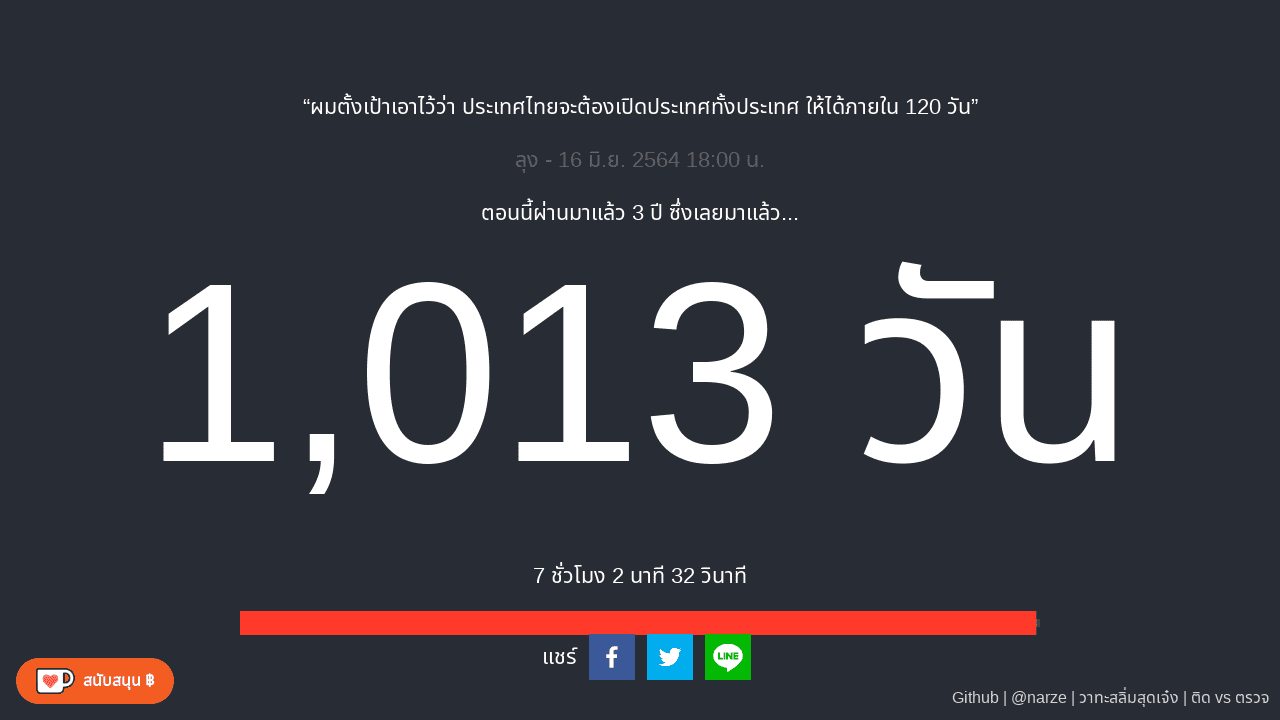 “ผมตั้งเป้าเอาไว้ว่า ประเทศไทยจะต้องเปิดประเทศทั้งประเทศ ให้ได้ภายใน 120 วัน”
ลุง - 16 มิ.ย. 2564 18:00 น.
ตอนนี้ผ่านมาแล้ว 3 ปี ซึ่งเลยมาแล้ว...
1,013 วัน
7 ชั่วโมง 2 นาที 32 วินาที
แชร์
LINE
สนับสนุน ฿
Github | @narze | วาทะสลิ่มสุดเจ๋ง | ติด vs ตรวจ